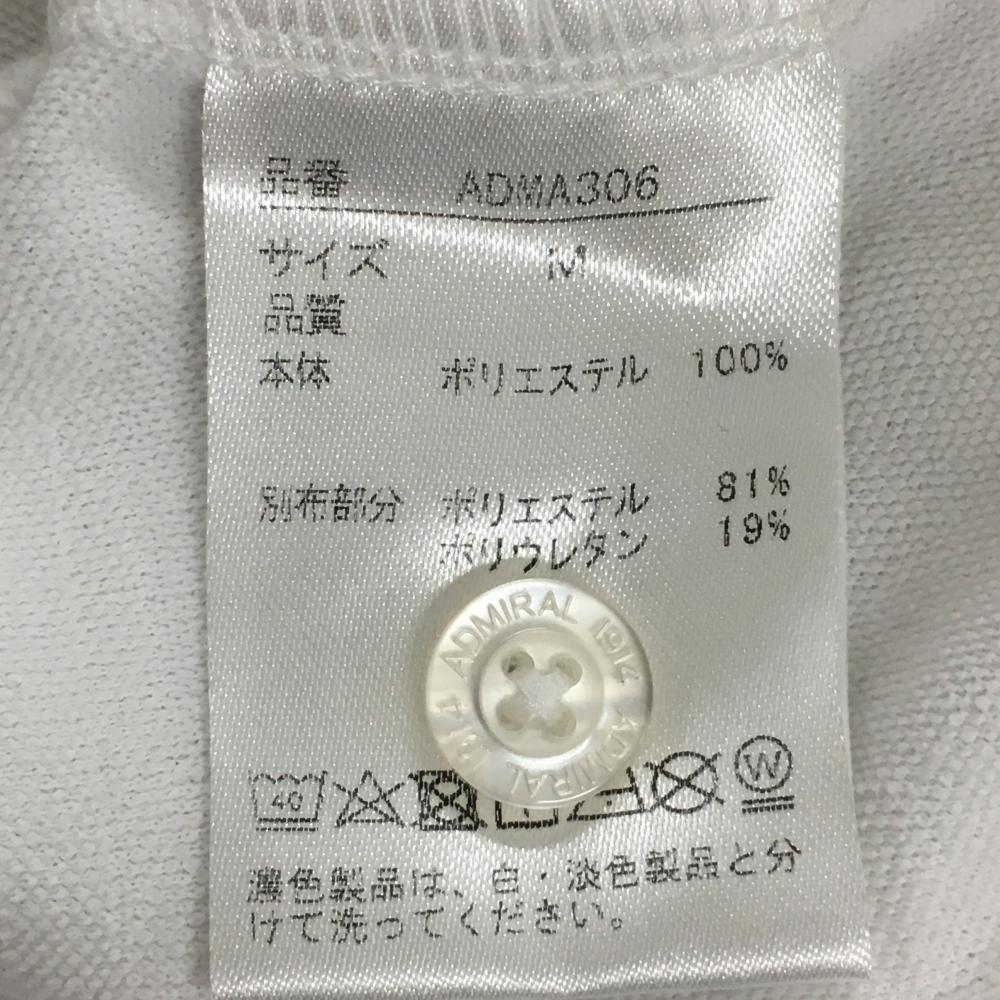 品番 ADMA306
サイズ M
品質
本体 ポリエステル 100%
別布部分 ポリエステル 81%
ポリウレタン 19%
ADMIRAL 1914 ADMIRAL 1914
40
W
濃色製品は、白・淡色製品と分
けて洗ってください。